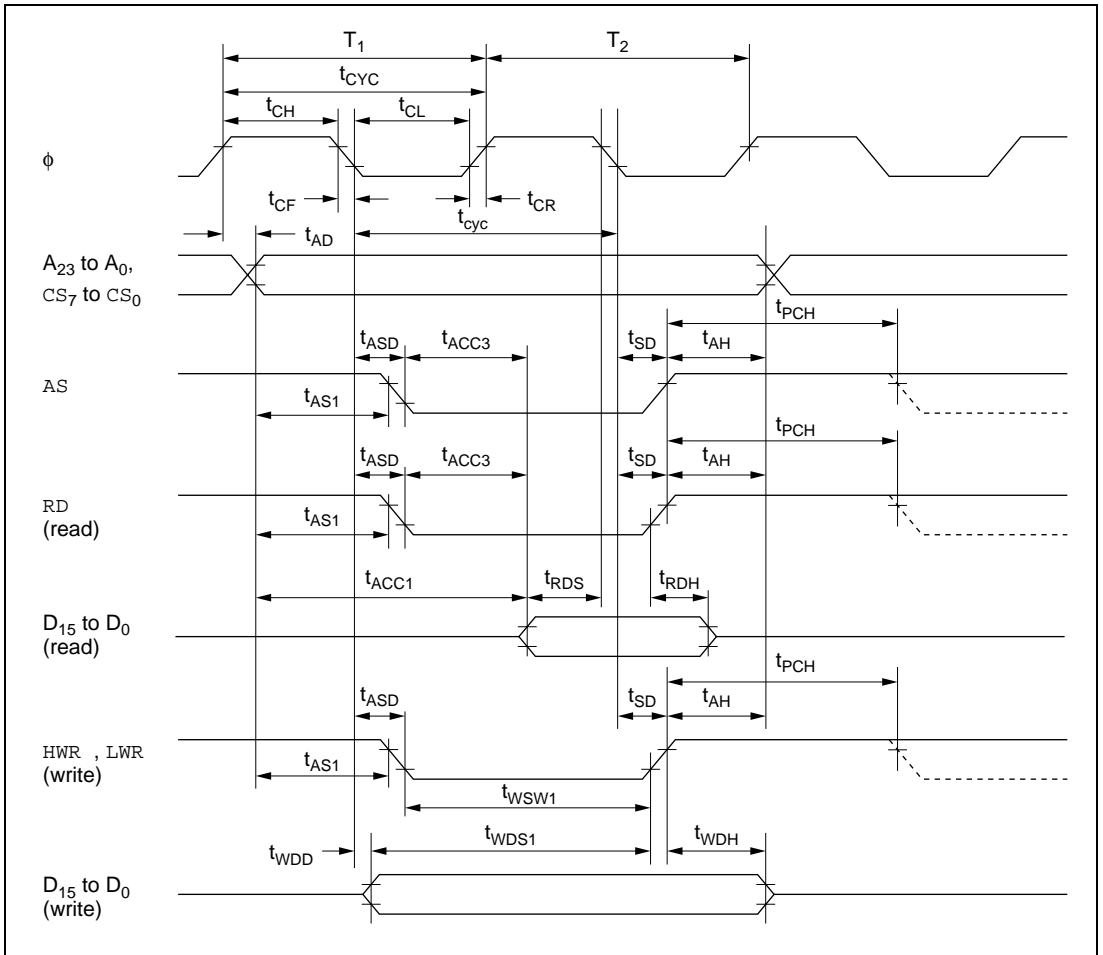 T1 T2
tCYC
tCH tCL
φ
tCF tcyc tCR
tAD
A23 to A0,
CS7 to CS0
tPCH
tASD tACC3 tSD tAH
AS
tAS1
tPCH
tASD tACC3 tSD tAH
RD
(read)
tAS1
tACC1 tRDS tRDH
D15 to D0
(read)
tPCH
tASD tSD tAH
HWR , LWR
(write)
tAS1
tWSW1
tWDD tWDS1 tWDH
D15 to D0
(write)